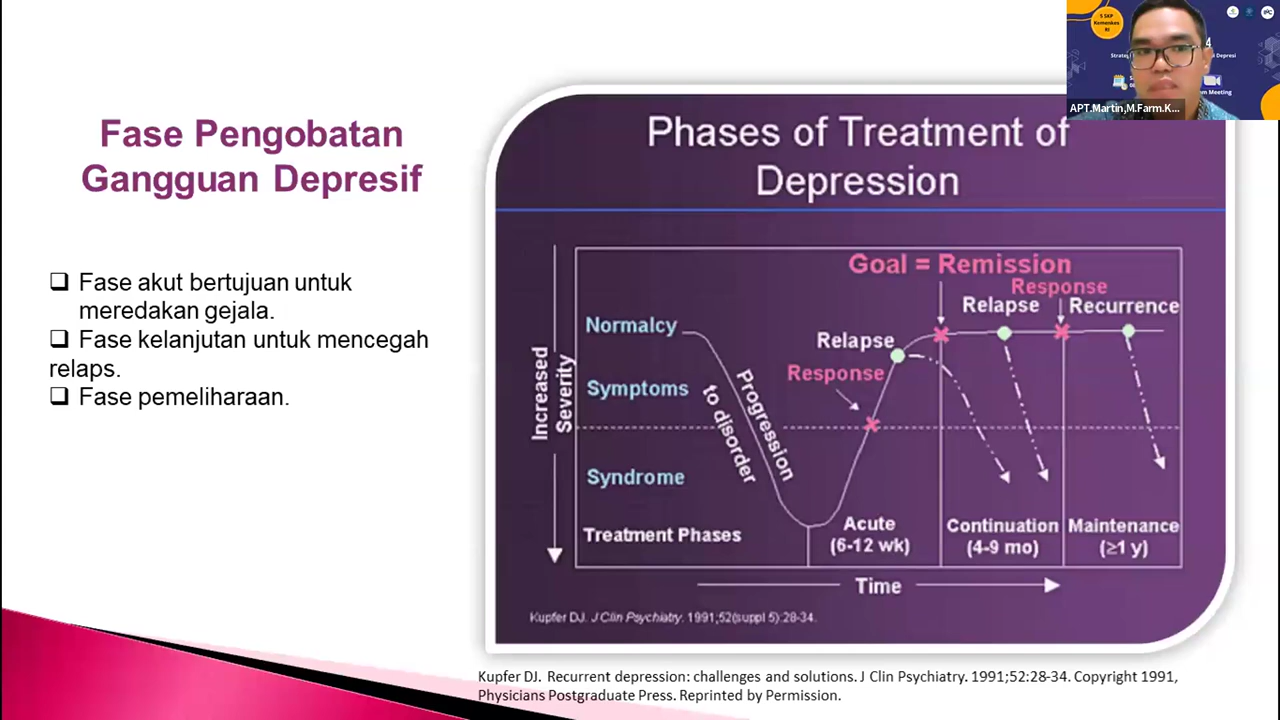 Fase Pengobatan
Gangguan Depresif
❑ Fase akut bertujuan untuk
meredakan gejala.
❑ Fase kelanjutan untuk mencegah
relaps.
❑ Fase pemeliharaan.
Phases of Treatment of
Depression
Goal = Remission
Response
Relapse
Recurrence
Normalcy
Relapse
Response
Symptoms
Increased
Severity
Progression
to disorder
Syndrome
Treatment Phases
Acute
(6-12 wk)
Continuation
(4-9 mo)
Maintenance
(≥1 y)
Time
Kupfer DJ. J Clin Psychiatry. 1991;52(suppl 5):28-34.
Kupfer DJ. Recurrent depression: challenges and solutions. J Clin Psychiatry. 1991;52:28-34. Copyright 1991,
Physicians Postgraduate Press. Reprinted by Permission.
5 SKP
Kemenkes
RI
APT.Martin,M.Farm.K...